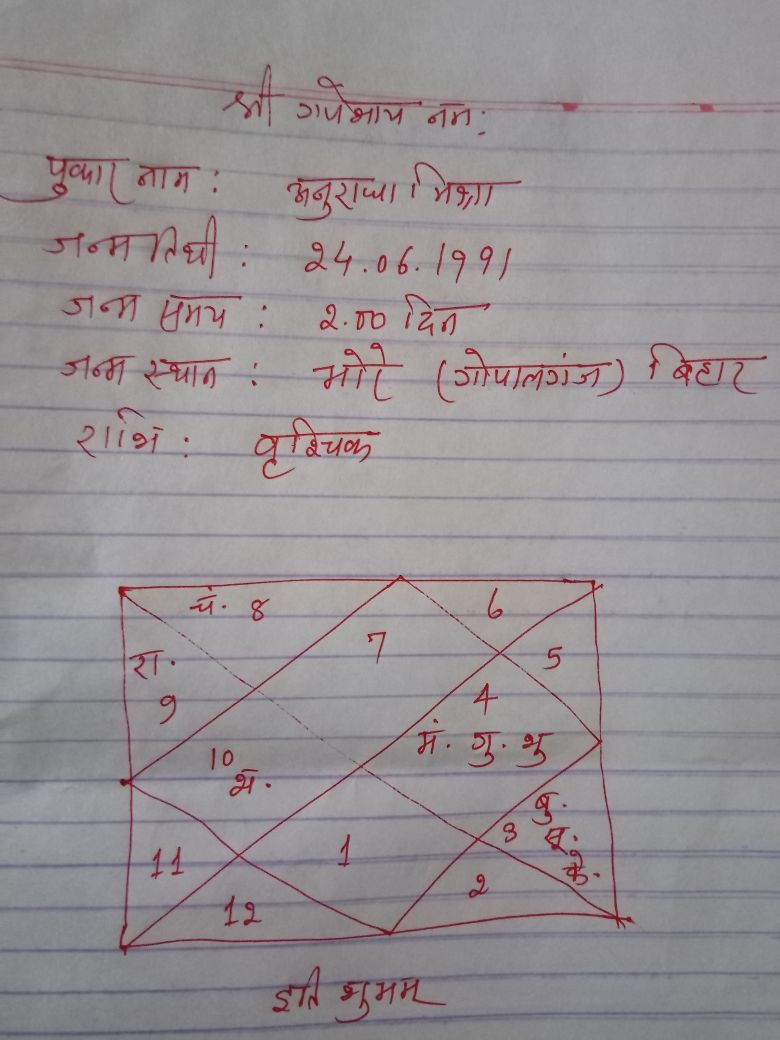 श्री गणेशाय नमः
पुकार नाम : अनुराधा मिश्रा
जन्म तिथी : 24.06.1991
जन्म समय : 2.00 दिन
जन्म स्थान : भोरे (गोपालगंज) बिहार
राशि : वृश्चिक
चं. 8
6
7
5
रा.
9
4
मं. गु. शु
10
श.
बु.
3 सू.
के.
11
1
2
12
इति शुभम्